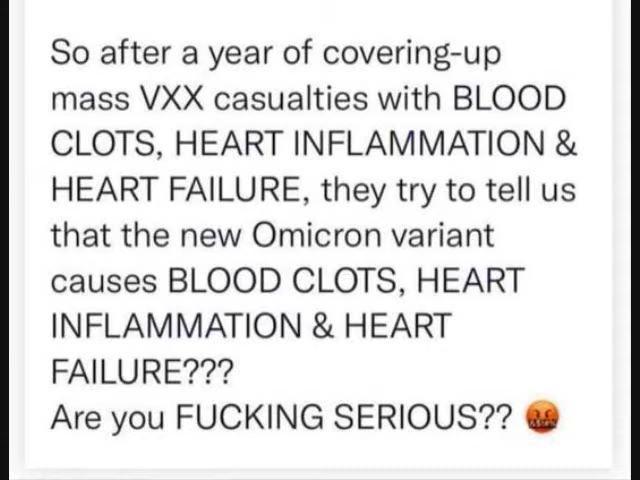 So after a year of covering-up
mass VXX casualties with BLOOD
CLOTS, HEART INFLAMMATION &
HEART FAILURE, they try to tell us
that the new Omicron variant
causes BLOOD CLOTS, HEART
INFLAMMATION & HEART
FAILURE???
Are you FUCKING SERIOUS?? 🤬